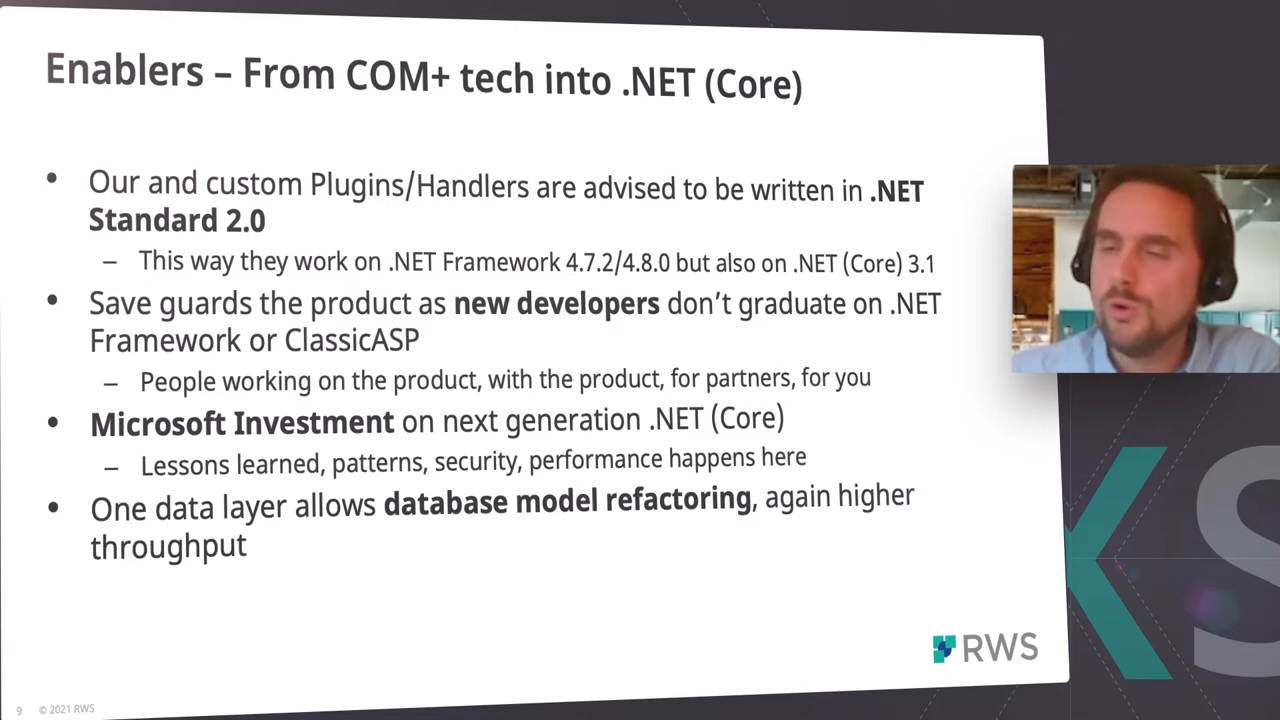 Enablers – From COM+ tech into .NET (Core)
• Our and custom Plugins/Handlers are advised to be written in .NET
Standard 2.0
– This way they work on .NET Framework 4.7.2/4.8.0 but also on .NET (Core) 3.1
• Save guards the product as new developers don’t graduate on .NET
Framework or ClassicASP
– People working on the product, with the product, for partners, for you
• Microsoft Investment on next generation .NET (Core)
– Lessons learned, patterns, security, performance happens here
• One data layer allows database model refactoring, again higher
throughput
RWS
KS
9 © 2021 RWS